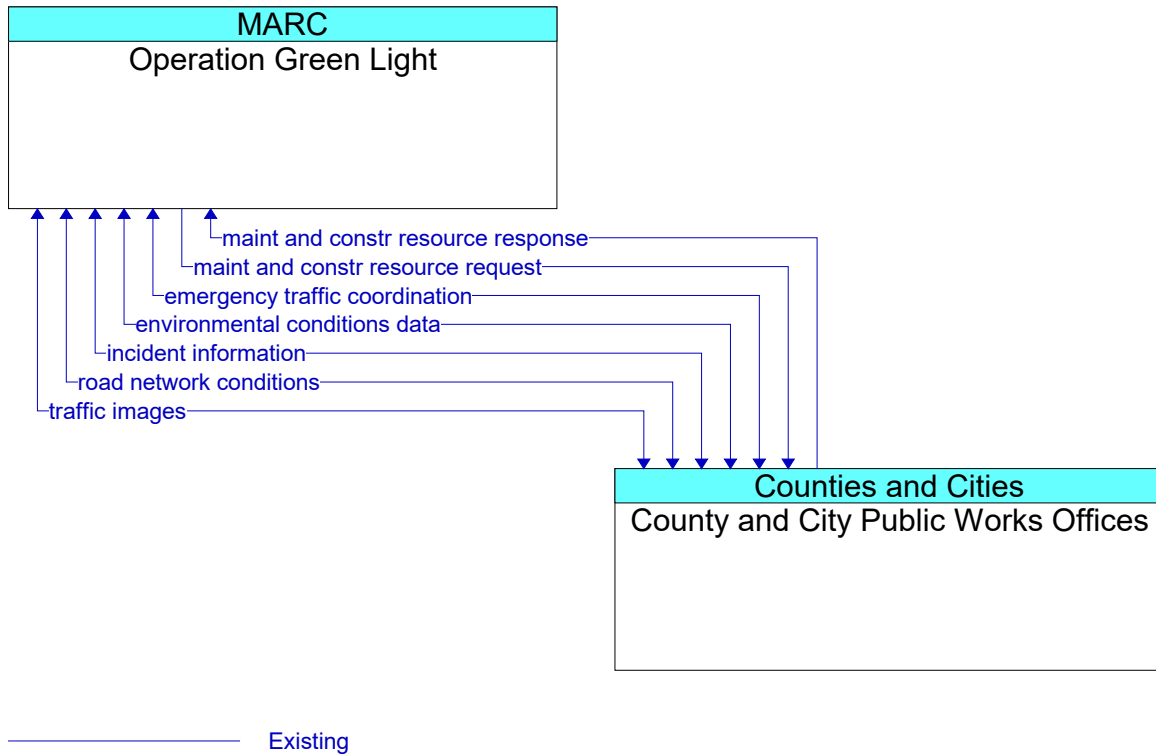 MARC
Operation Green Light
maint and constr resource response
maint and constr resource request
emergency traffic coordination
environmental conditions data
incident information
road network conditions
traffic images
Counties and Cities
County and City Public Works Offices
Existing